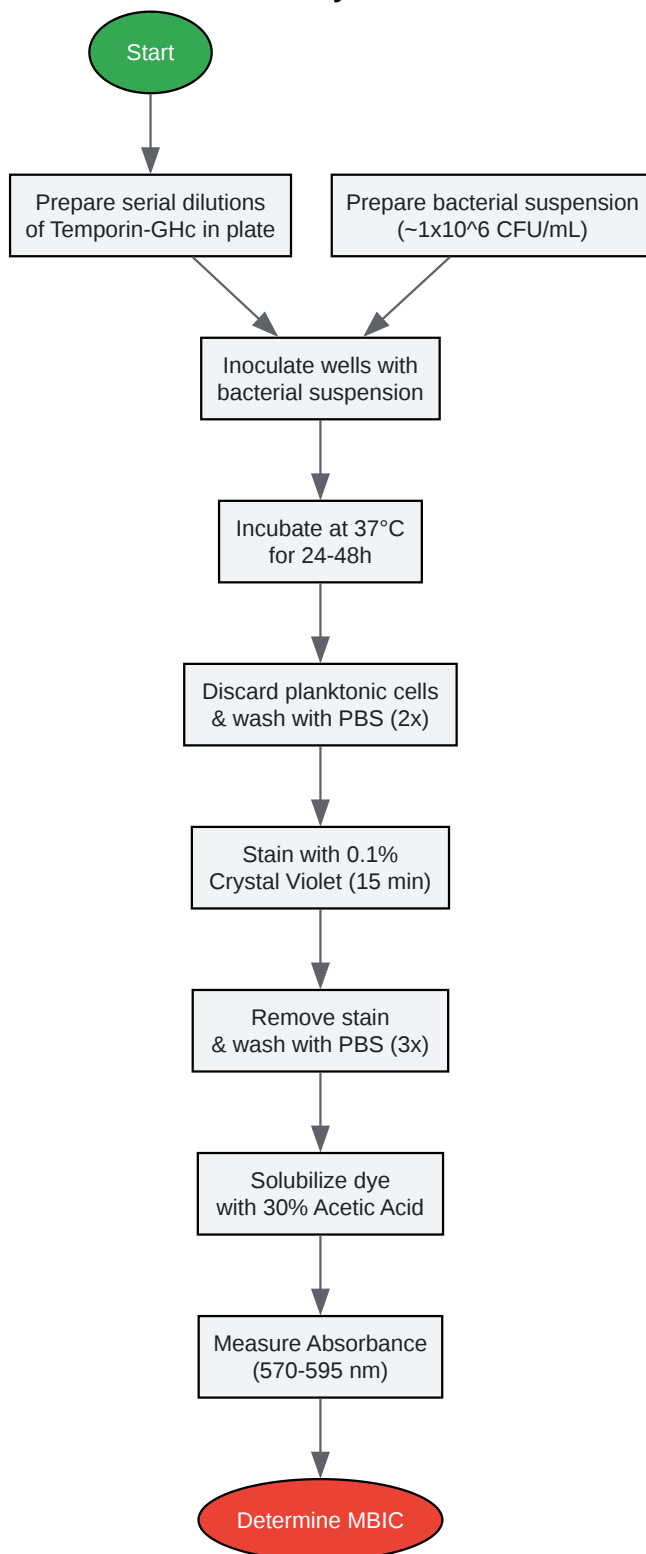 Start
Prepare serial dilutions
of Temporin-GHc in plate
Prepare bacterial suspension
(~1x10^6 CFU/mL)
Inoculate wells with
bacterial suspension
Incubate at 37°C
for 24-48h
Discard planktonic cells
& wash with PBS (2x)
Stain with 0.1%
Crystal Violet (15 min)
Remove stain
& wash with PBS (3x)
Solubilize dye
with 30% Acetic Acid
Measure Absorbance
(570-595 nm)
Determine MBIC